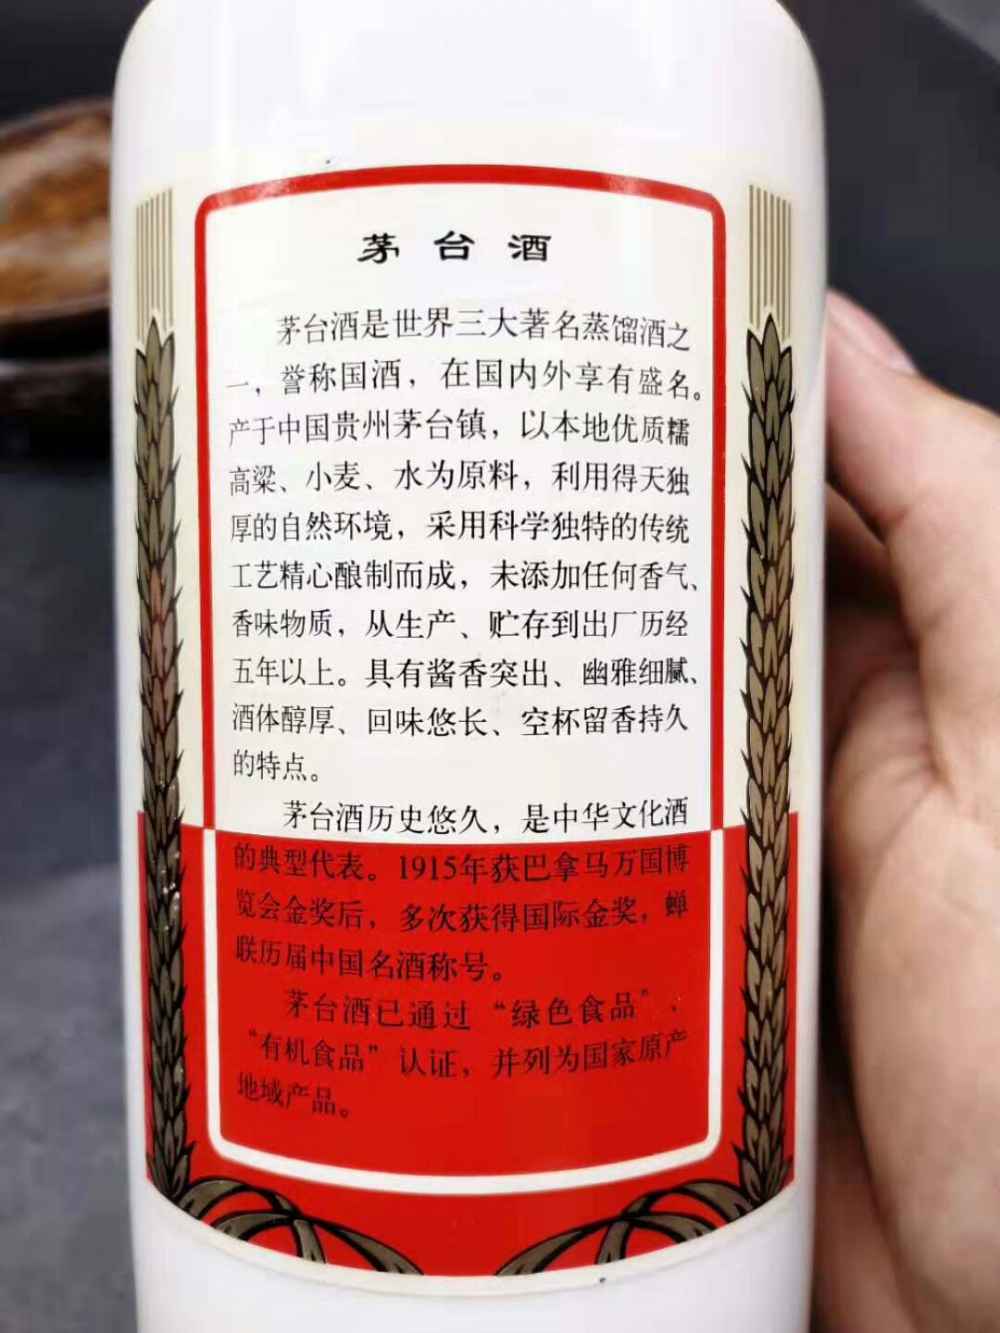 茅台酒
茅台酒是世界三大著名蒸馏酒之
一，誉称国酒，在国内外享有盛名。
产于中国贵州茅台镇，以本地优质糯
高粱、小麦、水为原料，利用得天独
厚的自然环境，采用科学独特的传统
工艺精心酿制而成，未添加任何香气、
香味物质，从生产、贮存到出厂历经
五年以上。具有酱香突出、幽雅细腻、
酒体醇厚、回味悠长、空杯留香持久
的特点。
茅台酒历史悠久，是中华文化酒
的典型代表。1915年获巴拿马万国博
览会金奖后，多次获得国际金奖，蝉
联历届中国名酒称号。
茅台酒已通过“绿色食品”、
“有机食品”认证，并列为国家原产
地域产品。